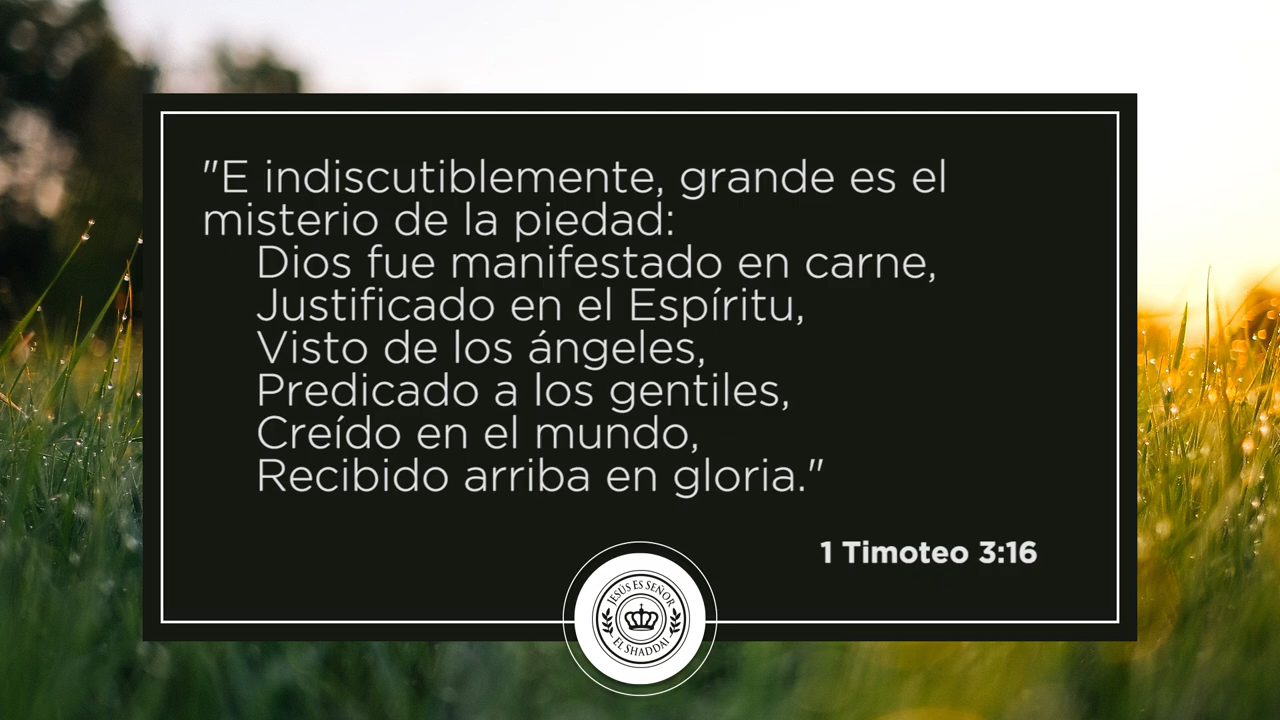 "E indiscutiblemente, grande es el
misterio de la piedad:
Dios fue manifestado en carne,
Justificado en el Espíritu,
Visto de los ángeles,
Predicado a los gentiles,
Creído en el mundo,
Recibido arriba en gloria."
1 Timoteo 3:16
JESÚS ES SEÑOR
EL SHADDAI